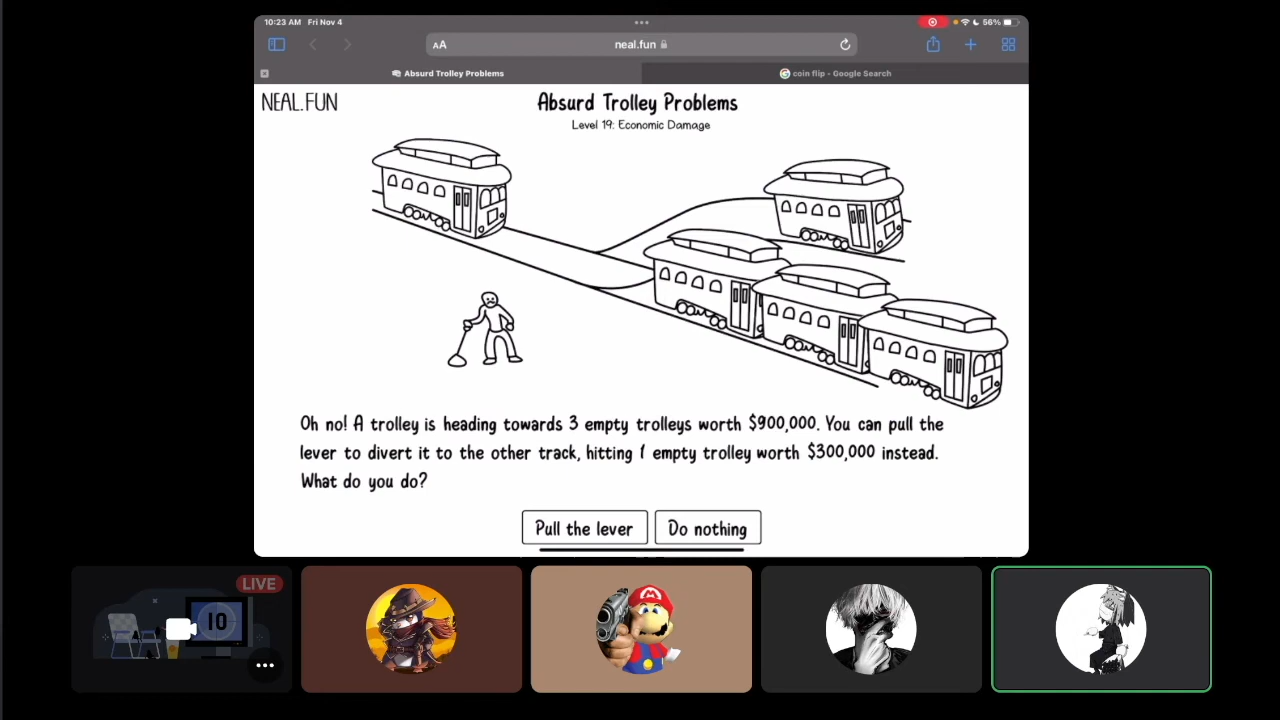 10:23 AM Fri Nov 4
56%
AA
neal.fun
Absurd Trolley Problems
coin flip - Google Search
NEAL.FUN
Absurd Trolley Problems
Level 19: Economic Damage
Oh no! A trolley is heading towards 3 empty trolleys worth $900,000. You can pull the
lever to divert it to the other track, hitting 1 empty trolley worth $300,000 instead.
What do you do?
Pull the lever
Do nothing
LIVE
10
M